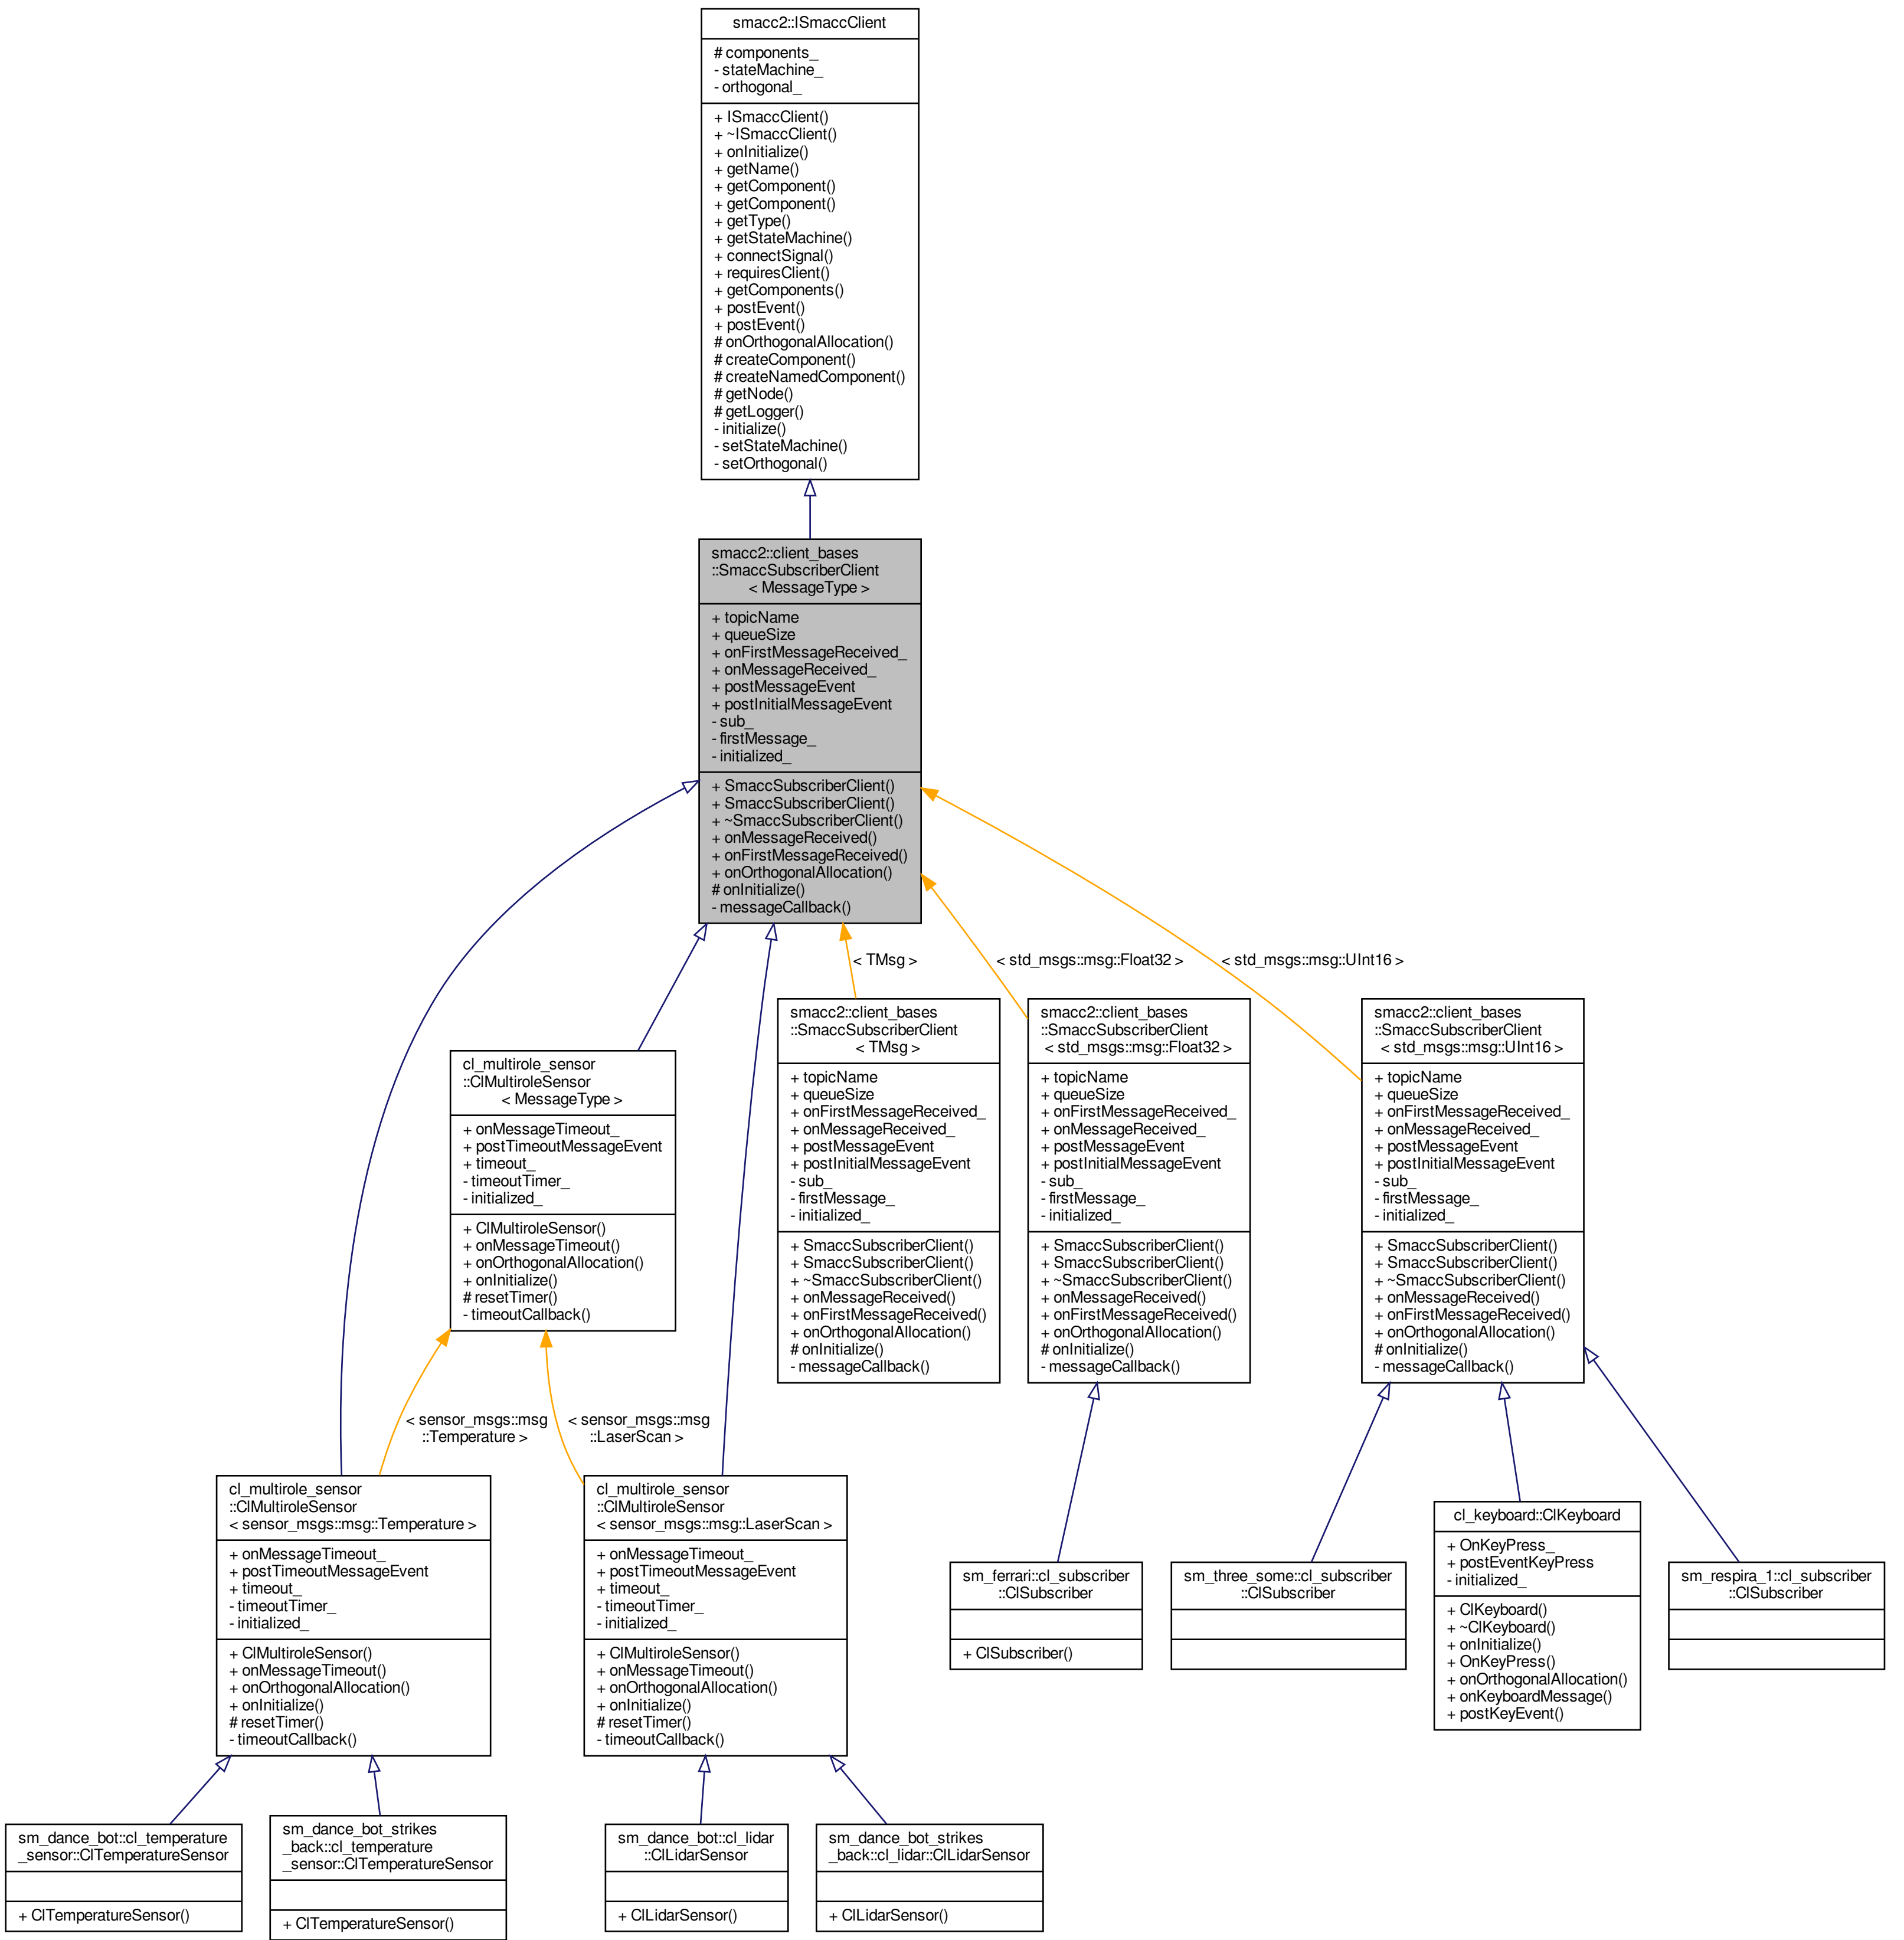 smacc2::ISmaccClient
# components_
- stateMachine_
- orthogonal_
+ ISmaccClient()
+ ~ISmaccClient()
+ onInitialize()
+ getName()
+ getComponent()
+ getComponent()
+ getType()
+ getStateMachine()
+ connectSignal()
+ requiresClient()
+ getComponents()
+ postEvent()
+ postEvent()
# onOrthogonalAllocation()
# createComponent()
# createNamedComponent()
# getNode()
# getLogger()
- initialize()
- setStateMachine()
- setOrthogonal()
smacc2::client_bases
::SmaccSubscriberClient
< MessageType >
+ topicName
+ queueSize
+ onFirstMessageReceived_
+ onMessageReceived_
+ postMessageEvent
+ postInitialMessageEvent
- sub_
- firstMessage_
- initialized_
+ SmaccSubscriberClient()
+ SmaccSubscriberClient()
+ ~SmaccSubscriberClient()
+ onMessageReceived()
+ onFirstMessageReceived()
+ onOrthogonalAllocation()
# onInitialize()
- messageCallback()
< TMsg >
< std_msgs::msg::Float32 >
< std_msgs::msg::UInt16 >
cl_multirole_sensor
::ClMultiroleSensor
< MessageType >
+ onMessageTimeout_
+ postTimeoutMessageEvent
+ timeout_
- timeoutTimer_
- initialized_
+ ClMultiroleSensor()
+ onMessageTimeout()
+ onOrthogonalAllocation()
+ onInitialize()
# resetTimer()
- timeoutCallback()
smacc2::client_bases
::SmaccSubscriberClient
< TMsg >
+ topicName
+ queueSize
+ onFirstMessageReceived_
+ onMessageReceived_
+ postMessageEvent
+ postInitialMessageEvent
- sub_
- firstMessage_
- initialized_
+ SmaccSubscriberClient()
+ SmaccSubscriberClient()
+ ~SmaccSubscriberClient()
+ onMessageReceived()
+ onFirstMessageReceived()
+ onOrthogonalAllocation()
# onInitialize()
- messageCallback()
smacc2::client_bases
::SmaccSubscriberClient
< std_msgs::msg::Float32 >
+ topicName
+ queueSize
+ onFirstMessageReceived_
+ onMessageReceived_
+ postMessageEvent
+ postInitialMessageEvent
- sub_
- firstMessage_
- initialized_
+ SmaccSubscriberClient()
+ SmaccSubscriberClient()
+ ~SmaccSubscriberClient()
+ onMessageReceived()
+ onFirstMessageReceived()
+ onOrthogonalAllocation()
# onInitialize()
- messageCallback()
smacc2::client_bases
::SmaccSubscriberClient
< std_msgs::msg::UInt16 >
+ topicName
+ queueSize
+ onFirstMessageReceived_
+ onMessageReceived_
+ postMessageEvent
+ postInitialMessageEvent
- sub_
- firstMessage_
- initialized_
+ SmaccSubscriberClient()
+ SmaccSubscriberClient()
+ ~SmaccSubscriberClient()
+ onMessageReceived()
+ onFirstMessageReceived()
+ onOrthogonalAllocation()
# onInitialize()
- messageCallback()
< sensor_msgs::msg
::Temperature >
< sensor_msgs::msg
::LaserScan >
cl_multirole_sensor
::ClMultiroleSensor
< sensor_msgs::msg::Temperature >
+ onMessageTimeout_
+ postTimeoutMessageEvent
+ timeout_
- timeoutTimer_
- initialized_
+ ClMultiroleSensor()
+ onMessageTimeout()
+ onOrthogonalAllocation()
+ onInitialize()
# resetTimer()
- timeoutCallback()
cl_multirole_sensor
::ClMultiroleSensor
< sensor_msgs::msg::LaserScan >
+ onMessageTimeout_
+ postTimeoutMessageEvent
+ timeout_
- timeoutTimer_
- initialized_
+ ClMultiroleSensor()
+ onMessageTimeout()
+ onOrthogonalAllocation()
+ onInitialize()
# resetTimer()
- timeoutCallback()
sm_ferrari::cl_subscriber
::ClSubscriber
+ ClSubscriber()
sm_three_some::cl_subscriber
::ClSubscriber
cl_keyboard::ClKeyboard
+ OnKeyPress_
+ postEventKeyPress
- initialized_
+ ClKeyboard()
+ ~ClKeyboard()
+ onInitialize()
+ OnKeyPress()
+ onOrthogonalAllocation()
+ onKeyboardMessage()
+ postKeyEvent()
sm_respira_1::cl_subscriber
::ClSubscriber
sm_dance_bot::cl_temperature
_sensor::ClTemperatureSensor
+ ClTemperatureSensor()
sm_dance_bot_strikes
_back::cl_temperature
_sensor::ClTemperatureSensor
+ ClTemperatureSensor()
sm_dance_bot::cl_lidar
::ClLidarSensor
+ ClLidarSensor()
sm_dance_bot_strikes
_back::cl_lidar::ClLidarSensor
+ ClLidarSensor()